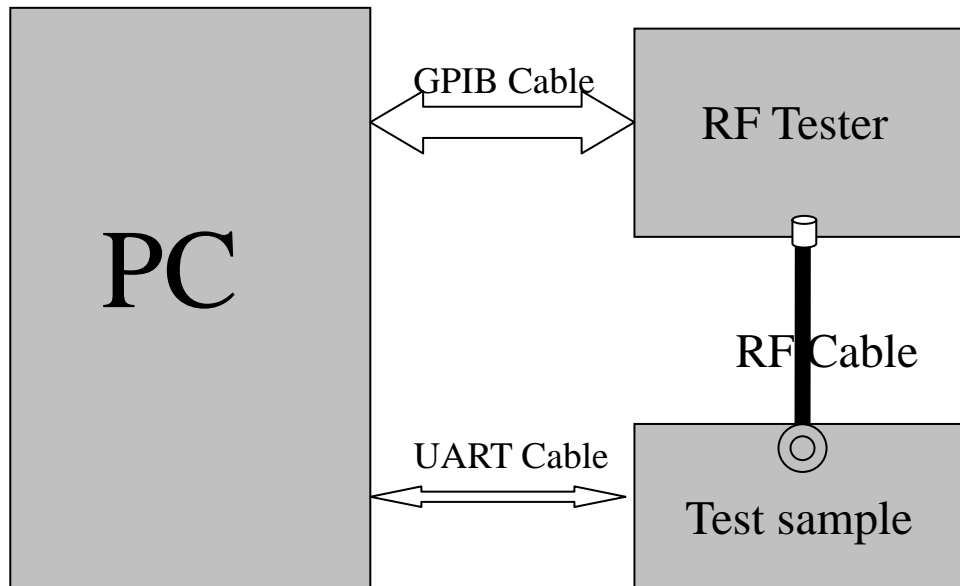 GPIB Cable
RF Tester
PC
RF Cable
UART Cable
Test sample